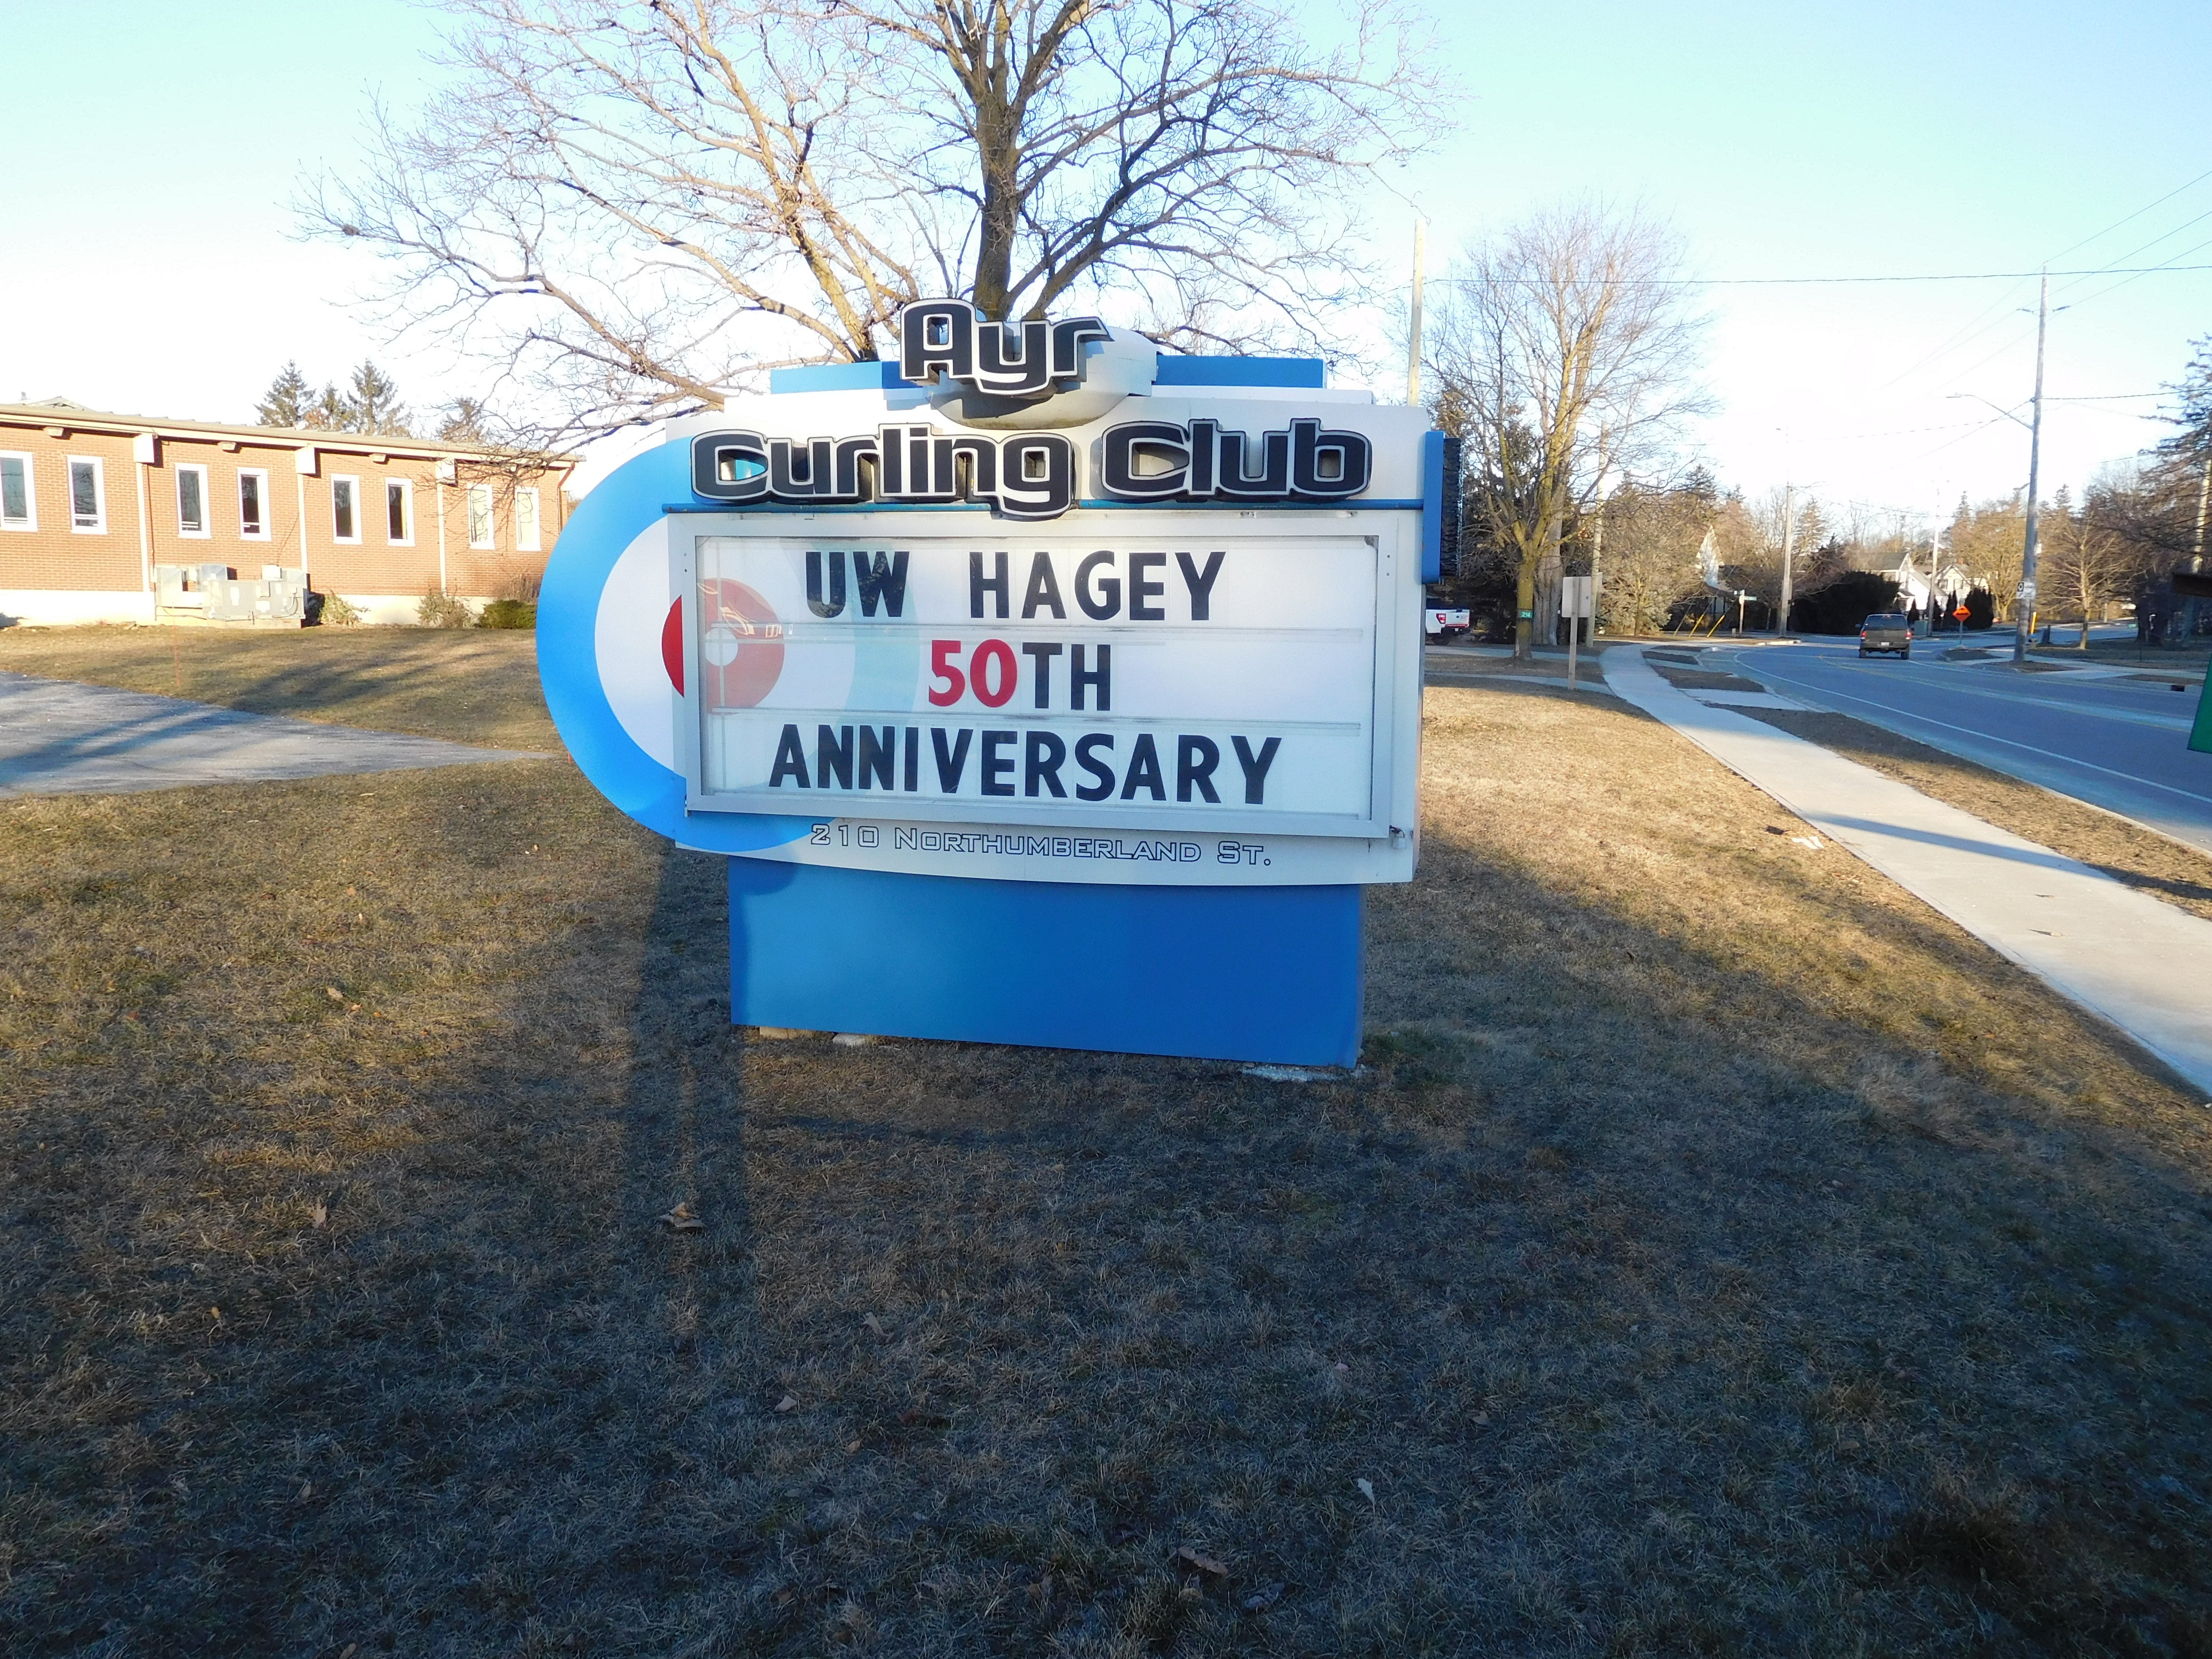 Ayr
Curling Club
UW HAGEY
50TH
ANNIVERSARY
210 NORTHUMBERLAND ST.